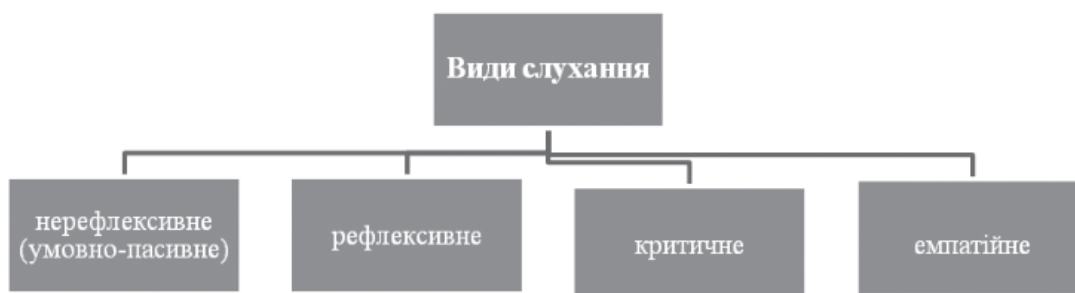 Види слухання
нерефлексивне
(умовно-пасивне)
рефлексивне
критичне
емпатійне